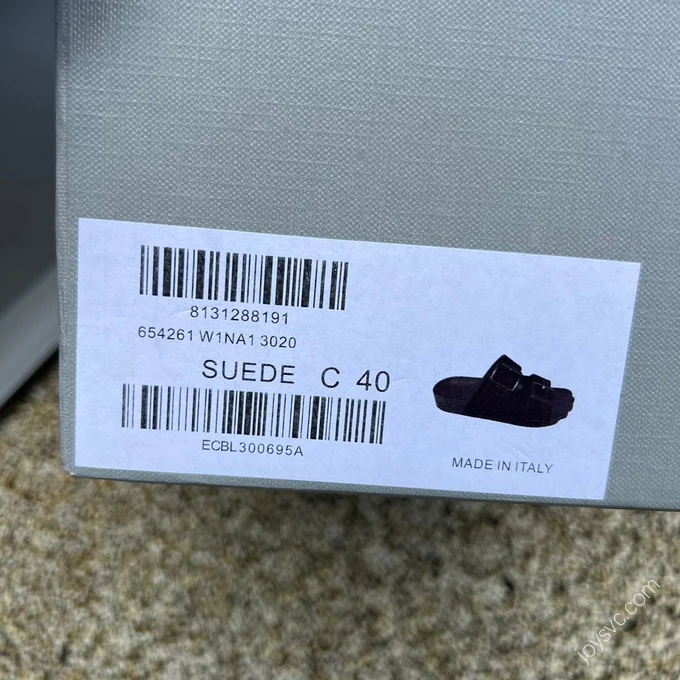 8131288191
654261 W1NA1 3020
SUEDE C 40
ECBL300695A
MADE IN ITALY
joysvc.com